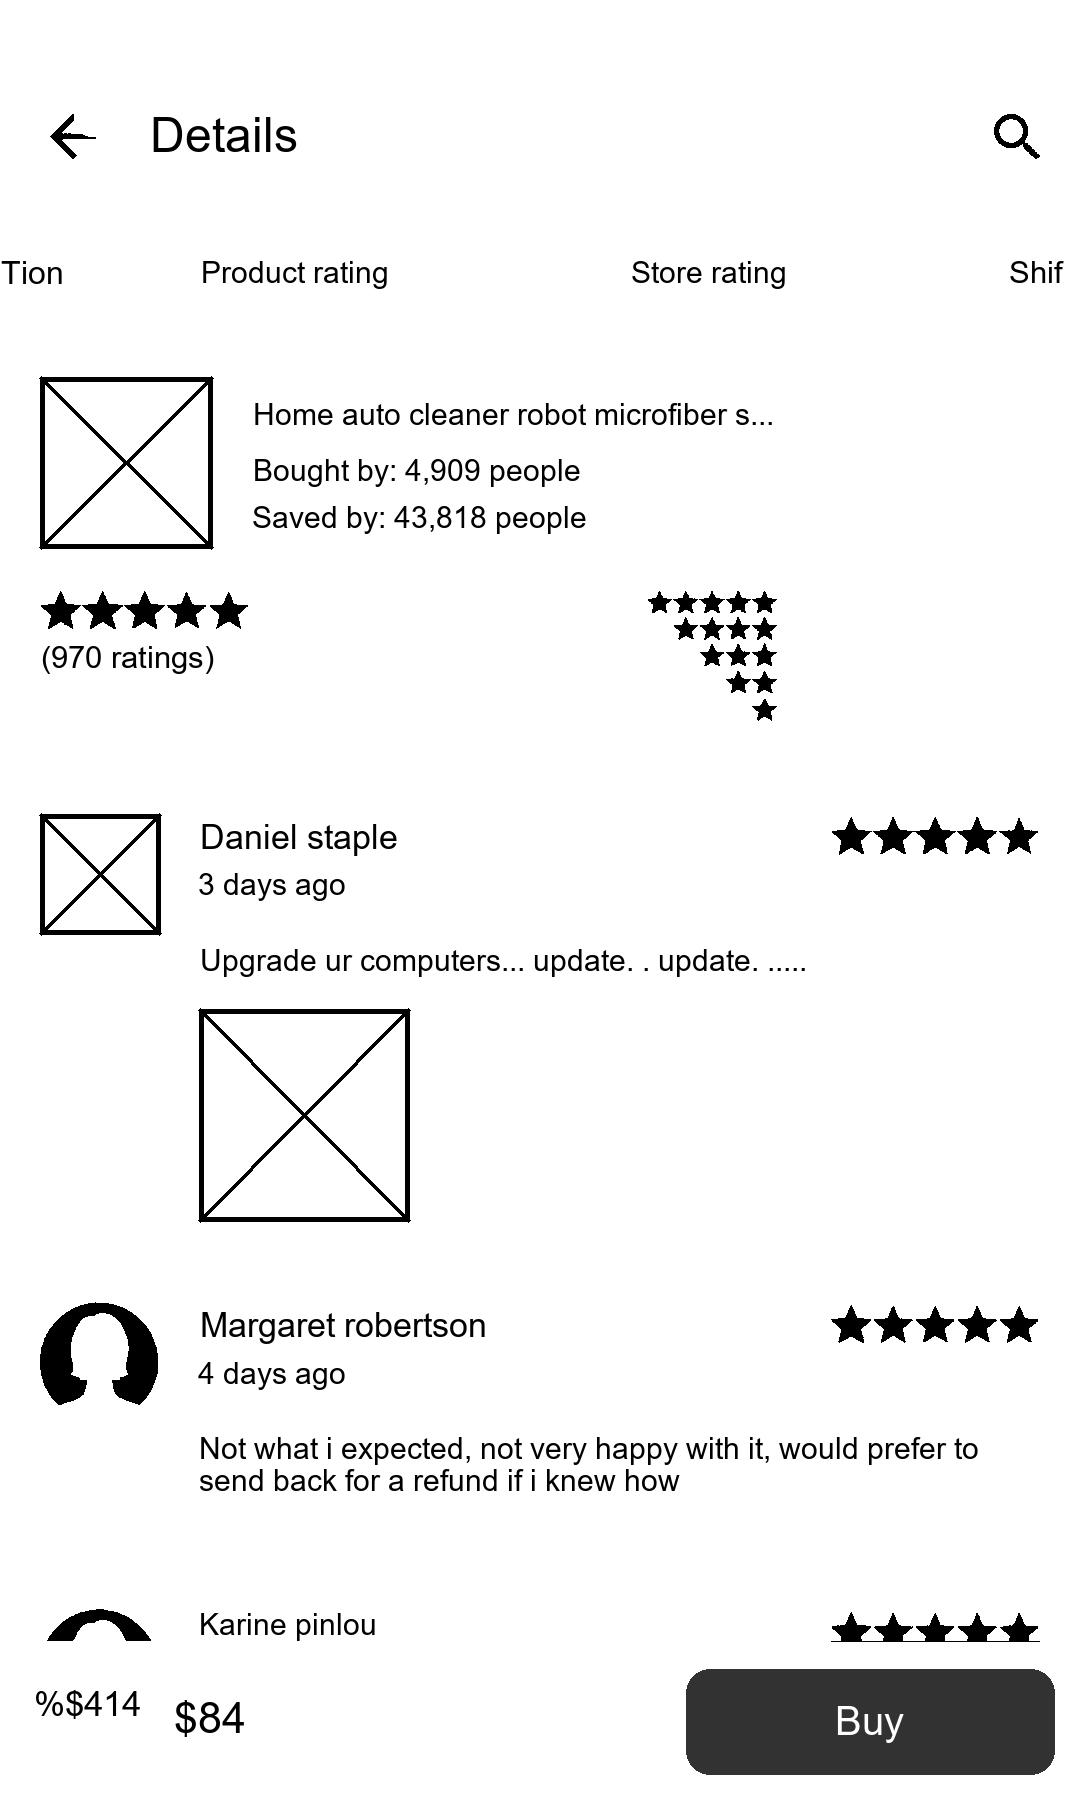 Details
Tion Product rating Store rating Shif
Home auto cleaner robot microfiber s...
Bought by: 4,909 people
Saved by: 43,818 people
(970 ratings)
Daniel staple
3 days ago
Upgrade ur computers... update. . update. .....
Margaret robertson
4 days ago
Not what i expected, not very happy with it, would prefer to
send back for a refund if i knew how
Karine pinlou
%$414 $84
Buy